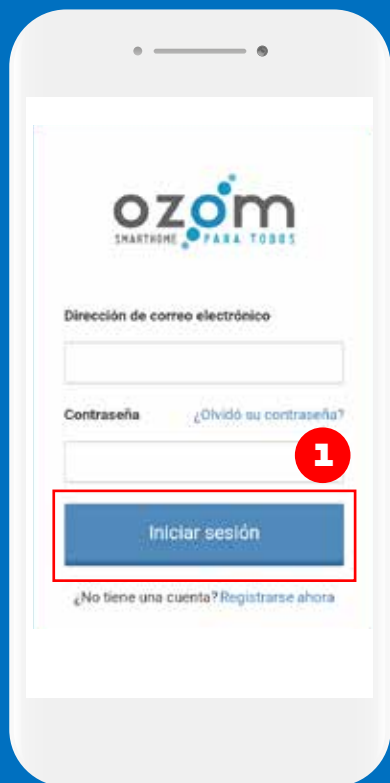 ozom
SMARTHOME PARA TODOS
Dirección de correo electrónico
Contraseña ¿Olvidó su contraseña?
1
Iniciar sesión
¿No tiene una cuenta? Registrarse ahora